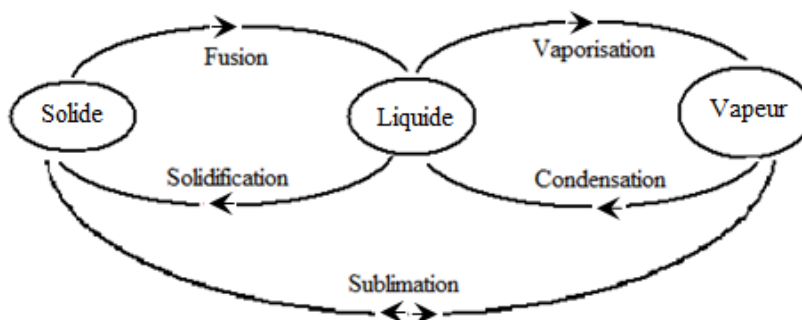 Fusion
Vaporisation
Solide
Liquide
Vapeur
Solidification
Condensation
Sublimation